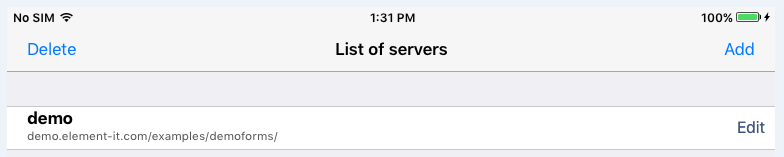 No SIM 1:31 PM 100%
Delete List of servers Add
demo
demo.element-it.com/examples/demoforms/
Edit